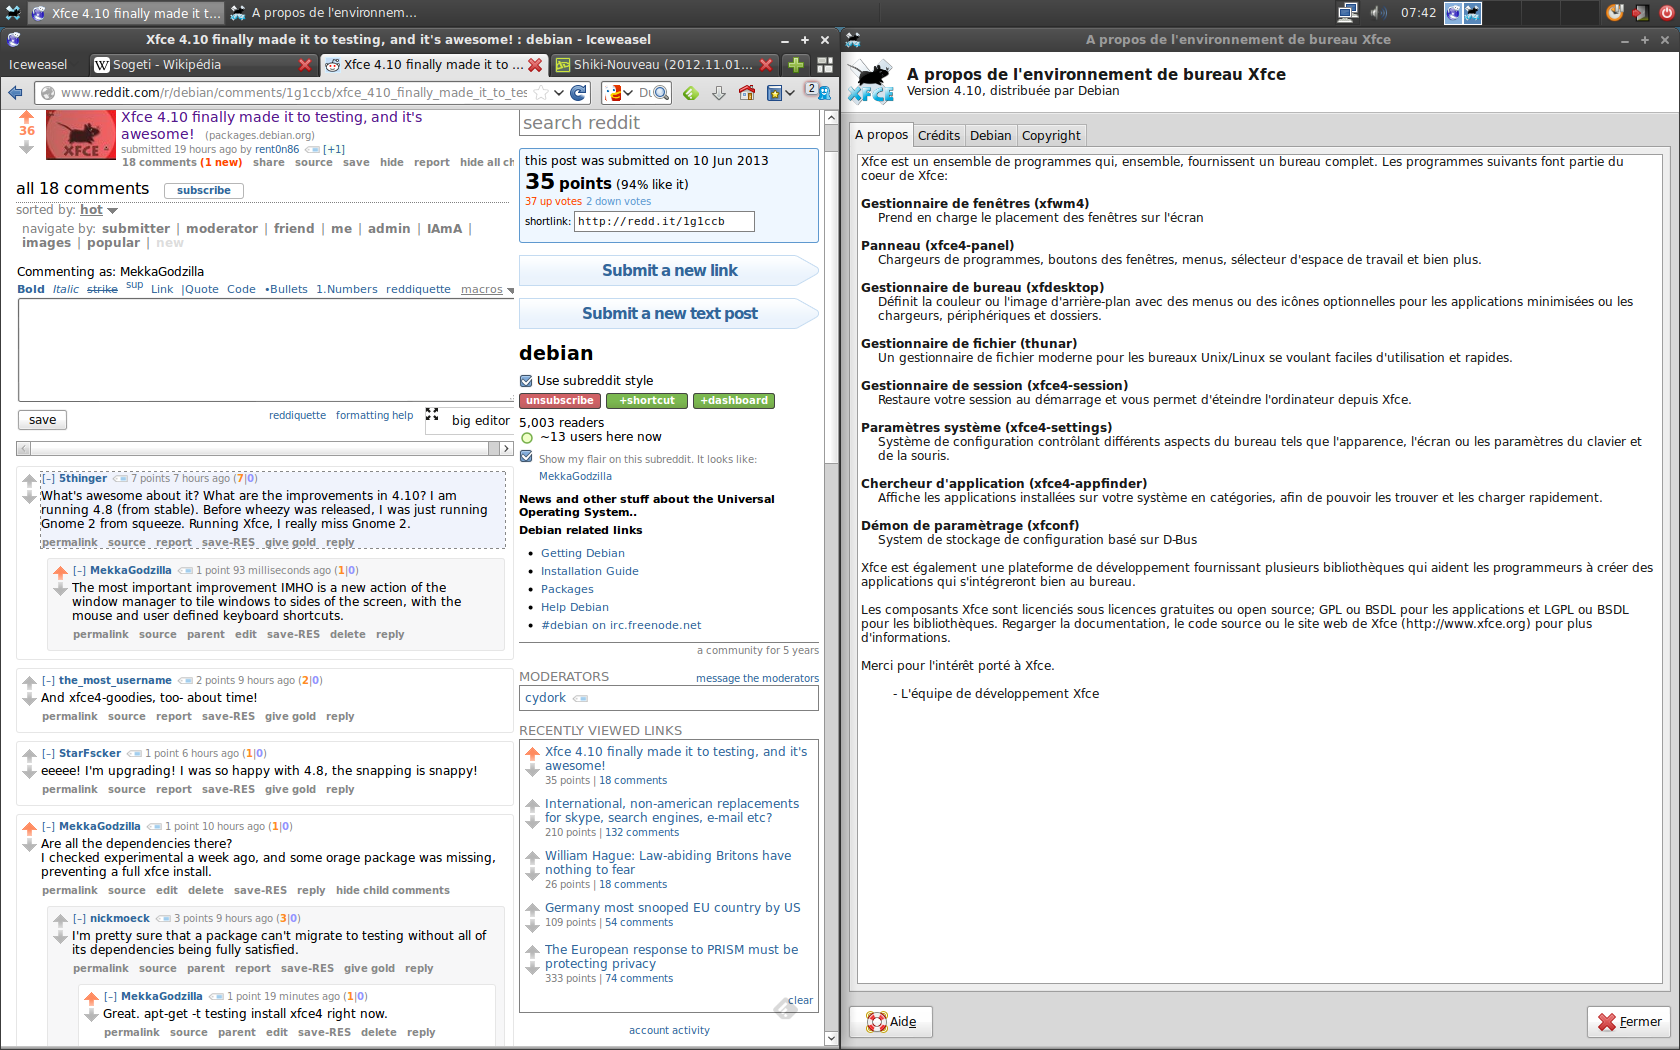 Xfce 4.10 finally made it t...
A propos de l'environnem...
07:42
Xfce 4.10 finally made it to testing, and it's awesome! : debian - Iceweasel
Iceweasel
Sogeti - Wikipédia
Xfce 4.10 finally made it to ...
Shiki-Nouveau (2012.11.01...
www.reddit.com/r/debian/comments/1g1ccb/xfce_410_finally_made_it_to_tes
2
36
XFCE
Xfce 4.10 finally made it to testing, and it's
awesome! (packages.debian.org)
submitted 19 hours ago by rent0n86 [+1]
18 comments (1 new) share source save hide report hide all ch
all 18 comments subscribe
sorted by: hot
navigate by: submitter | moderator | friend | me | admin | IAmA |
images | popular | new
Commenting as: MekkaGodzilla
Bold Italic strike sup Link |Quote Code •Bullets 1.Numbers reddiquette macros
save
reddiquette formatting help
big editor
[–] 5thinger 7 points 7 hours ago (7|0)
What's awesome about it? What are the improvements in 4.10? I am
running 4.8 (from stable). Before wheezy was released, I was just running
Gnome 2 from squeeze. Running Xfce, I really miss Gnome 2.
permalink source report save-RES give gold reply
[–] MekkaGodzilla 1 point 93 milliseconds ago (1|0)
The most important improvement IMHO is a new action of the
window manager to tile windows to sides of the screen, with the
mouse and user defined keyboard shortcuts.
permalink source parent edit save-RES delete reply
[–] the_most_username 2 points 9 hours ago (2|0)
And xfce4-goodies, too- about time!
permalink source report save-RES give gold reply
[–] StarFscker 1 point 6 hours ago (1|0)
eeeee! I'm upgrading! I was so happy with 4.8, the snapping is snappy!
permalink source report save-RES give gold reply
[–] MekkaGodzilla 1 point 10 hours ago (1|0)
Are all the dependencies there?
I checked experimental a week ago, and some orage package was missing,
preventing a full xfce install.
permalink source edit delete save-RES reply hide child comments
[–] nickmoeck 3 points 9 hours ago (3|0)
I'm pretty sure that a package can't migrate to testing without all of
its dependencies being fully satisfied.
permalink source parent report save-RES give gold reply
[–] MekkaGodzilla 1 point 19 minutes ago (1|0)
Great. apt-get -t testing install xfce4 right now.
permalink source parent edit save-RES delete reply
search reddit
this post was submitted on 10 Jun 2013
35 points (94% like it)
37 up votes 2 down votes
shortlink: http://redd.it/1g1ccb
Submit a new link
Submit a new text post
debian
Use subreddit style
unsubscribe +shortcut +dashboard
5,003 readers
~13 users here now
Show my flair on this subreddit. It looks like:
MekkaGodzilla
News and other stuff about the Universal
Operating System..
Debian related links
• Getting Debian
• Installation Guide
• Packages
• Help Debian
• #debian on irc.freenode.net
a community for 5 years
MODERATORS message the moderators
cydork
RECENTLY VIEWED LINKS
Xfce 4.10 finally made it to testing, and it's
awesome!
35 points | 18 comments
International, non-american replacements
for skype, search engines, e-mail etc?
210 points | 132 comments
William Hague: Law-abiding Britons have
nothing to fear
26 points | 18 comments
Germany most snooped EU country by US
109 points | 54 comments
The European response to PRISM must be
protecting privacy
333 points | 74 comments
clear
account activity
A propos de l'environnement de bureau Xfce
XFCE
A propos de l'environnement de bureau Xfce
Version 4.10, distribuée par Debian
A propos Crédits Debian Copyright
Xfce est un ensemble de programmes qui, ensemble, fournissent un bureau complet. Les programmes suivants font partie du
coeur de Xfce:
Gestionnaire de fenêtres (xfwm4)
Prend en charge le placement des fenêtres sur l'écran
Panneau (xfce4-panel)
Chargeurs de programmes, boutons des fenêtres, menus, sélecteur d'espace de travail et bien plus.
Gestionnaire de bureau (xfdesktop)
Définit la couleur ou l'image d'arrière-plan avec des menus ou des icônes optionnelles pour les applications minimisées ou les
chargeurs, périphériques et dossiers.
Gestionnaire de fichier (thunar)
Un gestionnaire de fichier moderne pour les bureaux Unix/Linux se voulant faciles d'utilisation et rapides.
Gestionnaire de session (xfce4-session)
Restaure votre session au démarrage et vous permet d'éteindre l'ordinateur depuis Xfce.
Paramètres système (xfce4-settings)
Système de configuration contrôlant différents aspects du bureau tels que l'apparence, l'écran ou les paramètres du clavier et
de la souris.
Chercheur d'application (xfce4-appfinder)
Affiche les applications installées sur votre système en catégories, afin de pouvoir les trouver et les charger rapidement.
Démon de paramètrage (xfconf)
System de stockage de configuration basé sur D-Bus
Xfce est également une plateforme de développement fournissant plusieurs bibliothèques qui aident les programmeurs à créer des
applications qui s'intégreront bien au bureau.
Les composants Xfce sont licenciés sous licences gratuites ou open source; GPL ou BSDL pour les applications et LGPL ou BSDL
pour les bibliothèques. Regarger la documentation, le code source ou le site web de Xfce (http://www.xfce.org) pour plus
d'informations.
Merci pour l'intérêt porté à Xfce.
- L'équipe de développement Xfce
Aide
Fermer